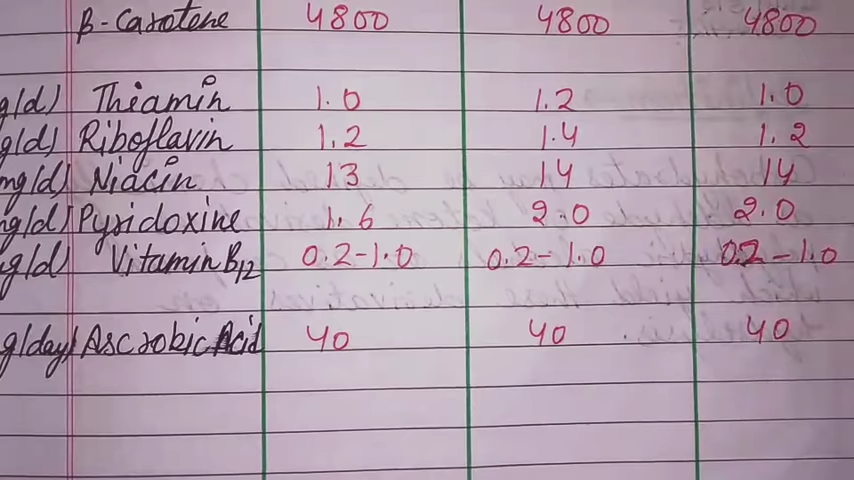 β-Carotene 4800 4800 4800
g/d) Thiamin 1.0 1.2 1.0
g/d) Riboflavin 1.2 1.4 1.2
mg/d) Niacin 13 14 14
g/d) Pyridoxine 1.6 2.0 2.0
g/d) Vitamin B12 0.2-1.0 0.2-1.0 0.2-1.0
g/day) Ascrobic Acid 40 40 40